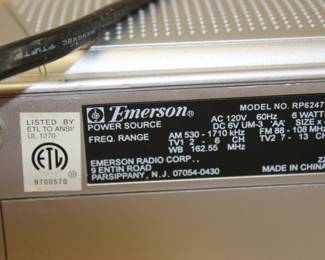 LISTED BY
ETL TO ANSI/
UL 1270
ETL
9700570
Emerson®
MODEL NO. RP6247
POWER SOURCE AC 120V 60Hz 6 WATT
DC 6V UM-3 'AA' SIZE x
FREQ. RANGE AM 530 - 1710 kHz FM 88 - 108 MHz
TV1 2 - 6 CH TV2 7 - 13 CH
WB 162.55 MHz
EMERSON RADIO CORP..
9 ENTIN ROAD
PARSIPPANY, N.J. 07054-0430
MADE IN CHINA